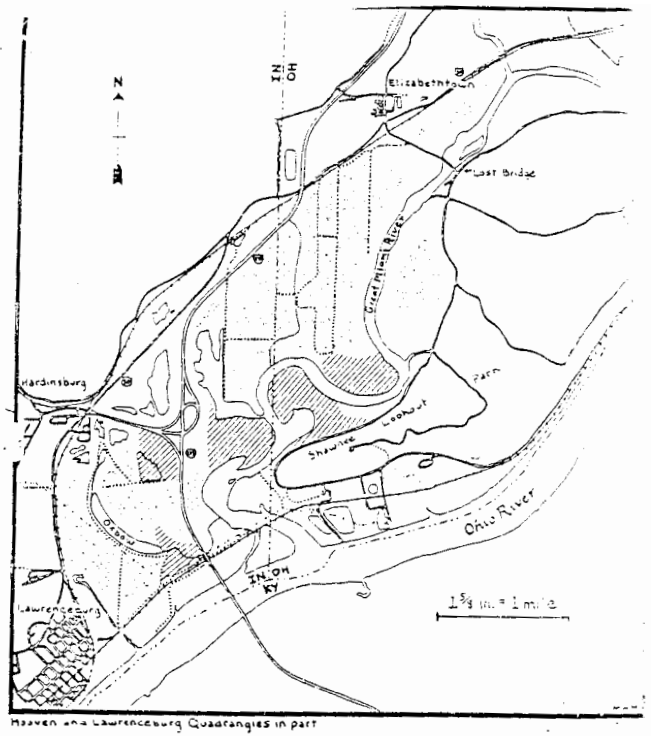 N
IN
OH
Elizabethtown
Lost Bridge
Great Miami River
Hardinsburg
Shawnee Lookout Park
Oxbow
Ohio River
IN OH
KY
1 5/8 in. = 1 mile
Lawrenceburg
Hooven and Lawrenceburg Quadrangles in part